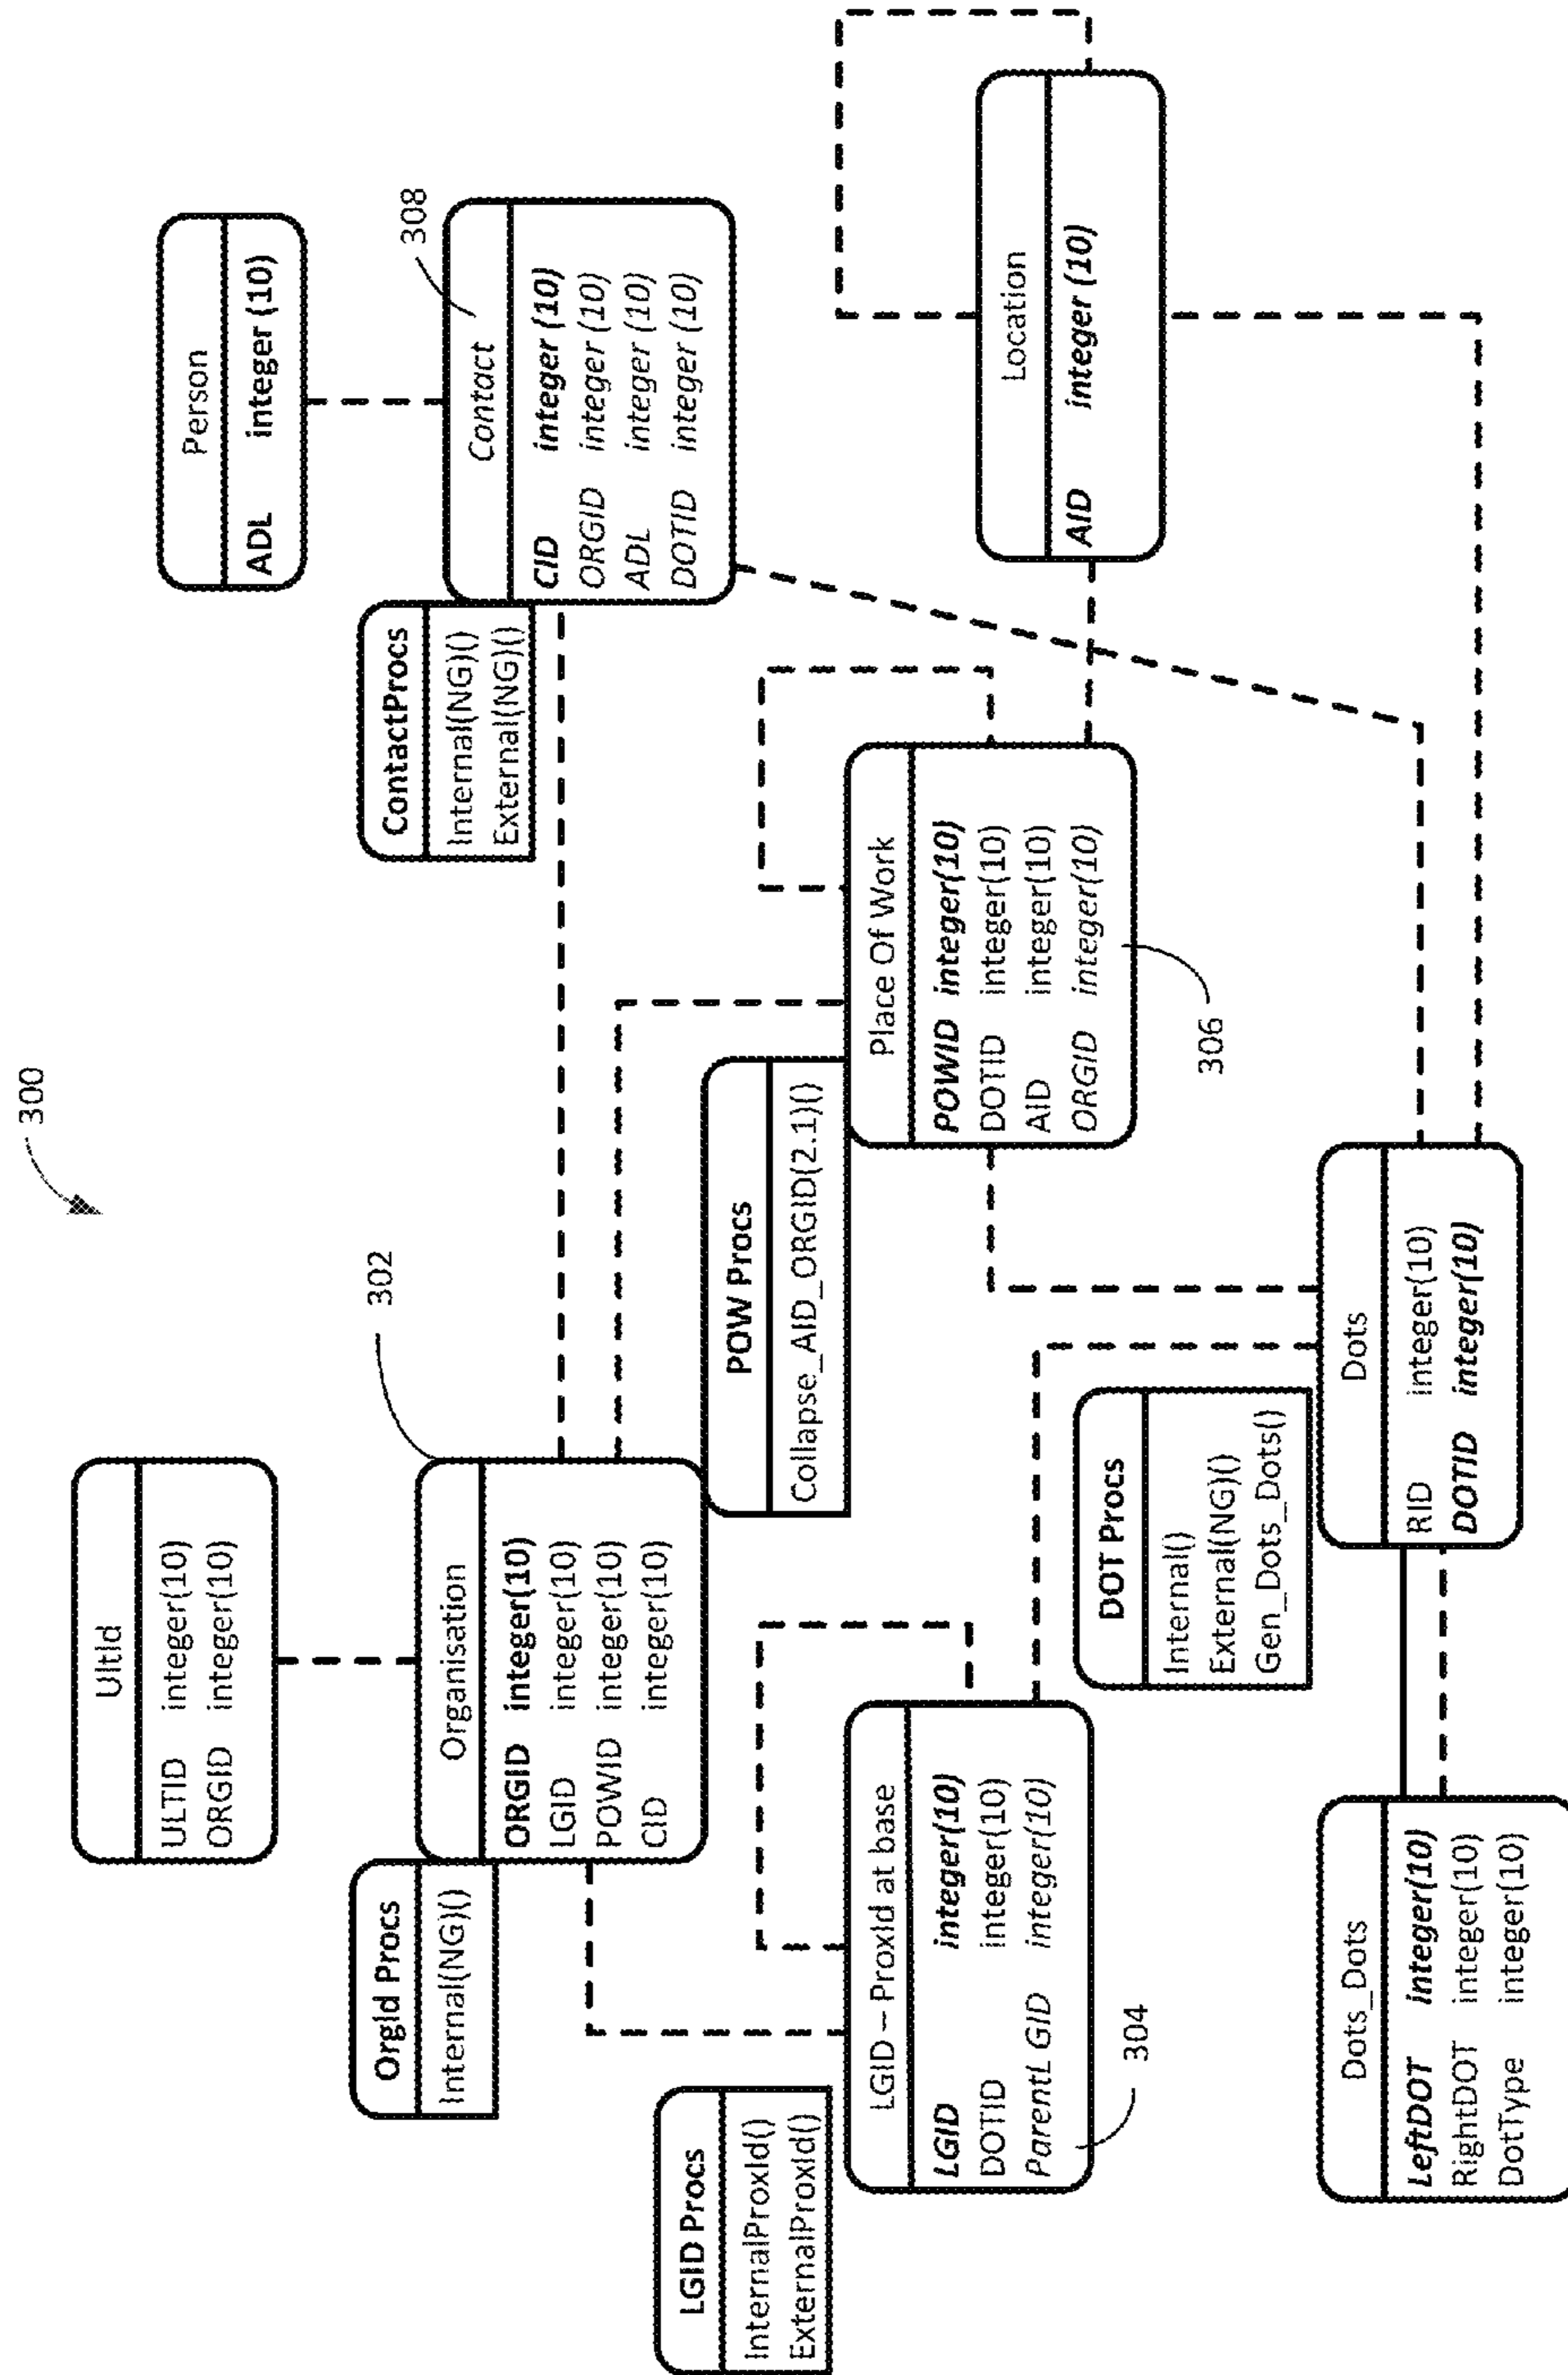 300
UltId
ULTID integer(10)
ORGID integer(10)
302
OrgId Procs
Internal(NG)()
Organisation
ORGID integer(10)
LGID integer(10)
POWID integer(10)
CID integer(10)
Person
ADL integer (10)
308
ContactProcs
Internal(NG)()
External(NG)()
Contact
CID integer (10)
ORGID integer (10)
ADL integer (10)
DOTID integer (10)
LGID Procs
InternalProxId()
ExternalProxId()
POW Procs
Collapse_AID_ORGID(2.1)()
LGID – ProxId at base
LGID integer(10)
DOTID integer(10)
ParentL GID integer(10)
304
Place Of Work
POWID integer(10)
DOTID integer(10)
AID integer(10)
ORGID integer(10)
306
Location
AID integer (10)
DOT Procs
Internal()
External(NG)()
Gen_Dots_Dots()
Dots_Dots
LeftDOT integer(10)
RightDOT integer(10)
DotType integer(10)
Dots
RID integer(10)
DOTID integer(10)